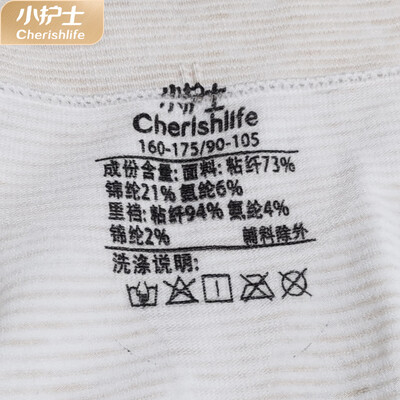 小护士
Cherishlife
小护士
Cherishlife
160-175/90-105
成份含量:面料:粘纤73%
锦纶21% 氨纶6%
里裆:粘纤94% 氨纶4%
锦纶2% 辅料除外
洗涤说明: